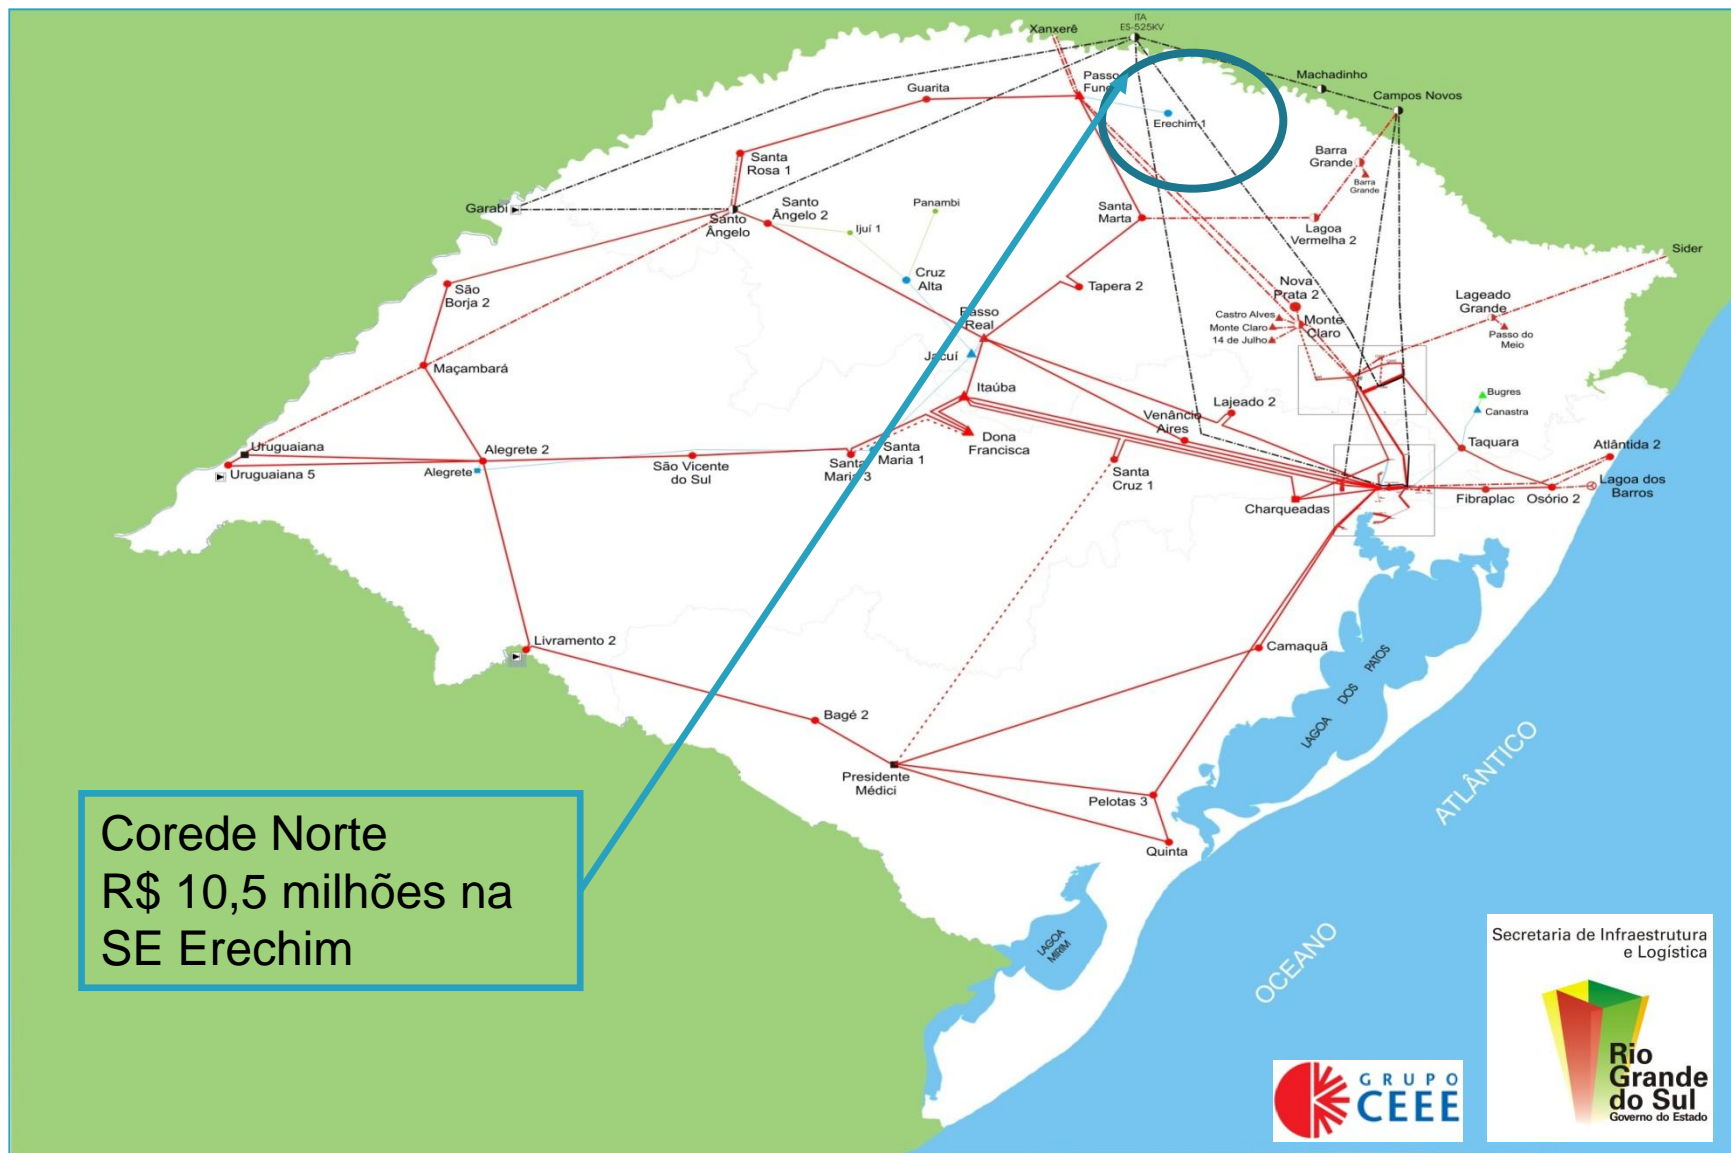 ITA
ES-525KV
Xanxerê
Passo
Fund
Machadinho
Campos Novos
Guarita
Erechim 1
Barra
Grande
Barra
Grande
Santa
Rosa 1
Garabi
Santo
Ângelo
Santo
Ângelo 2
Panambi
Ijuí 1
Santa
Marta
Lagoa
Vermelha 2
Sider
Cruz
Alta
São
Borja 2
Tapera 2
Nova
Prata 2
Lageado
Grande
Castro Alves
Monte Claro
14 de Julho
Monte
Claro
Passo do
Meio
Passo
Real
Jacuí
Maçambará
Itaúba
Bugres
Canastra
Lajeado 2
Venâncio
Aires
Dona
Francisca
Taquara
Atlântida 2
Uruguaiana
Uruguaiana 5
Alegrete 2
Alegrete
São Vicente
do Sul
Santa
Maria 3
Santa
Maria 1
Santa
Cruz 1
Charqueadas
Fibraplac
Osório 2
Lagoa dos
Barros
Livramento 2
Camaquã
LAGOA DOS PATOS
Bagé 2
Presidente
Médici
Pelotas 3
Quinta
LAGOA
MIRIM
OCEANO ATLÂNTICO
Corede Norte
R$ 10,5 milhões na
SE Erechim
GRUPO
CEEE
Secretaria de Infraestrutura
e Logística
Rio
Grande
do Sul
Governo do Estado